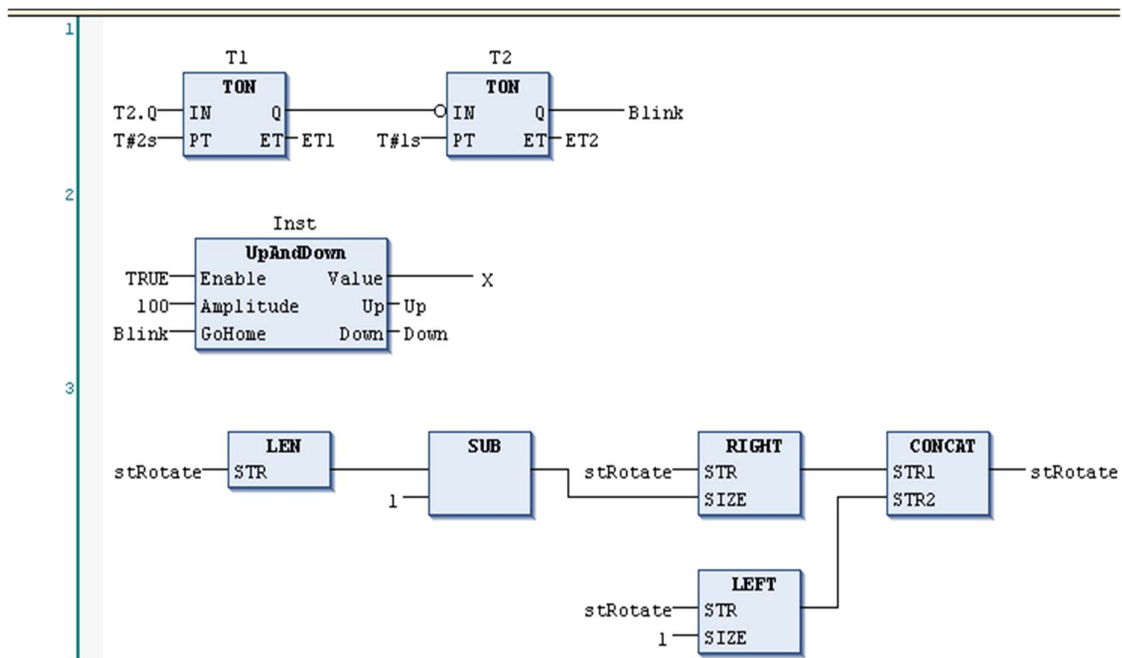 1
T1 T2
TON TON
T2.Q IN Q IN Q Blink
T#2s PT ET ET1 T#1s PT ET ET2
2
Inst
UpAndDown
TRUE Enable Value X
100 Amplitude Up Up
Blink GoHome Down Down
3
LEN SUB RIGHT CONCAT
stRotate STR stRotate STR STR1 stRotate
1 SIZE STR2
LEFT
stRotate STR
1 SIZE